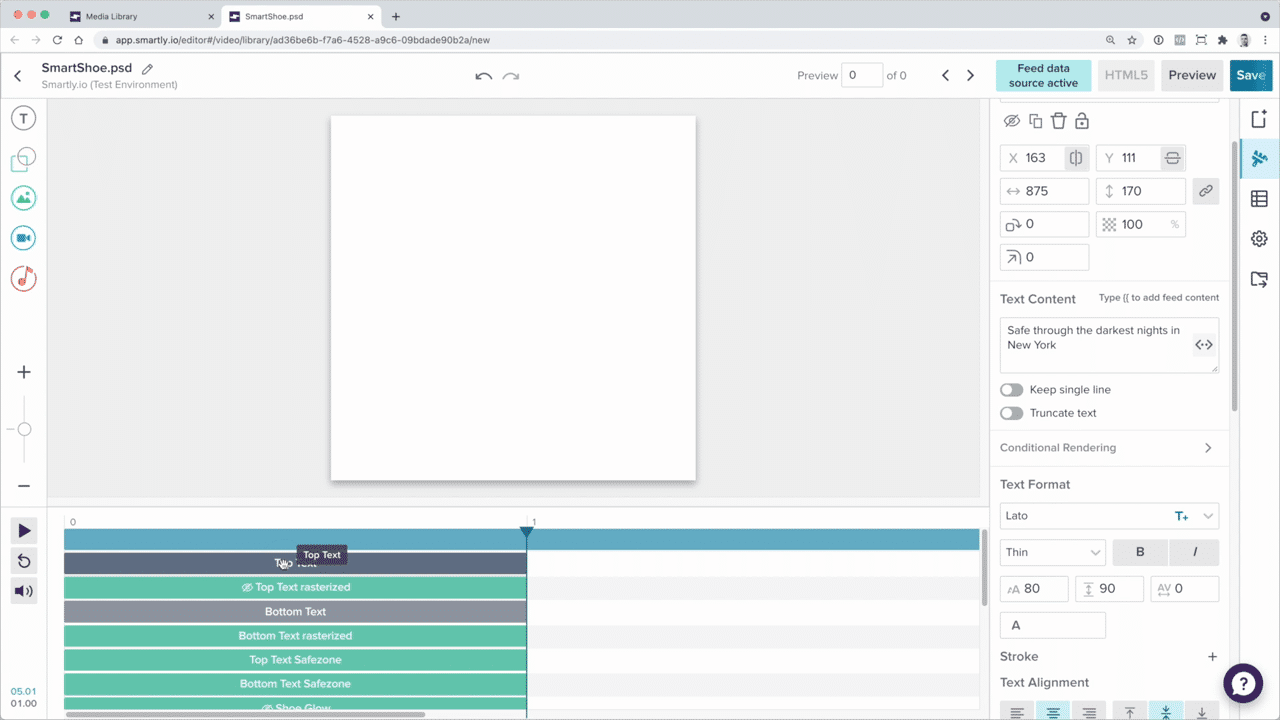 Media Library
SmartShoe.psd
app.smartly.io/editor#/video/library/ad36be6b-f7a6-4528-a9c6-09bdade90b2a/new
SmartShoe.psd
Smartly.io (Test Environment)
Preview 0 of 0
Feed data source active
HTML5
Preview
Save
T
X 163
Y 111
875
170
0
100 %
0
Text Content
Type {{ to add feed content
Safe through the darkest nights in
New York
Keep single line
Truncate text
Conditional Rendering
Text Format
Lato
T+
Thin
B
I
AA 80
90
AV 0
A
Stroke
Text Alignment
0
1
Top Text
Top Text rasterized
Bottom Text
Bottom Text rasterized
Top Text Safezone
Bottom Text Safezone
Shoe Glow
05.01
01.00
?